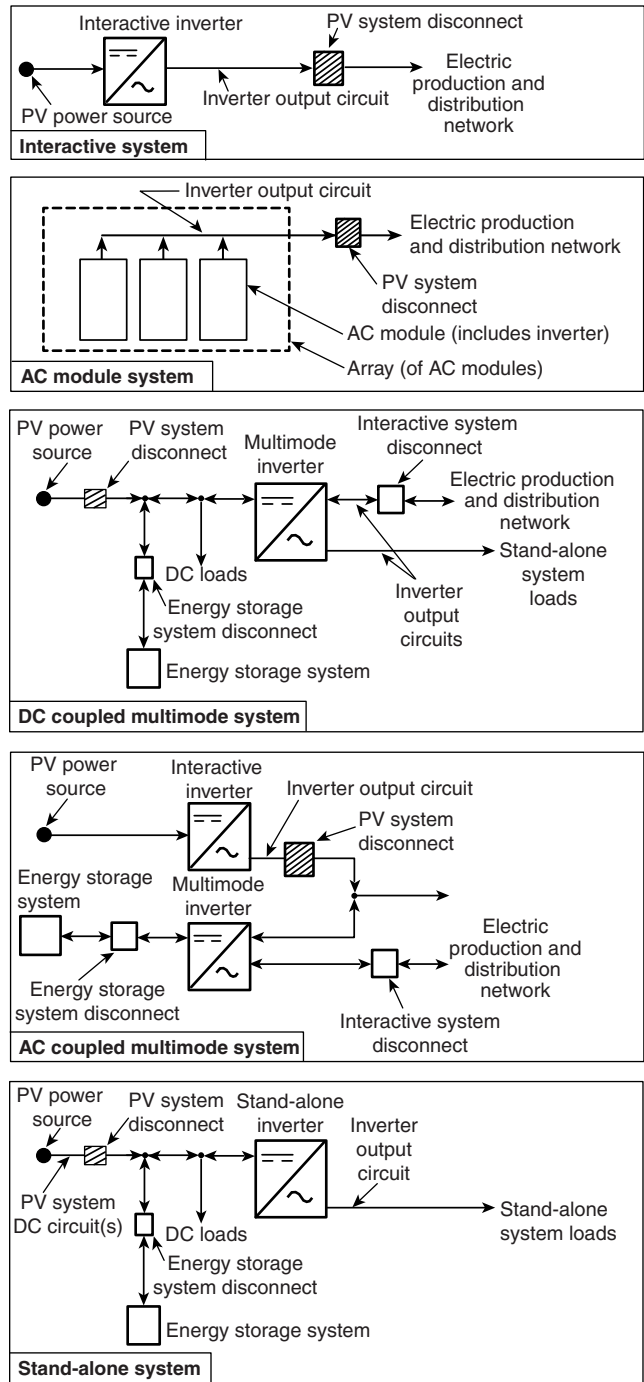 Interactive inverter
PV system disconnect
Electric
production and
distribution
network
Inverter output circuit
PV power source
Interactive system
Inverter output circuit
Electric production
and distribution network
PV system
disconnect
AC module (includes inverter)
Array (of AC modules)
AC module system
PV power
source
PV system
disconnect
Multimode
inverter
Interactive system
disconnect
Electric production
and distribution
network
DC loads
Stand-alone
system
loads
Energy storage
system disconnect
Inverter
output
circuits
Energy storage system
DC coupled multimode system
PV power
source
Interactive
inverter
Inverter output circuit
PV system
disconnect
Energy storage
system
Multimode
inverter
Electric
production and
distribution
network
Energy storage
system disconnect
Interactive system
disconnect
AC coupled multimode system
PV power
source
PV system
disconnect
Stand-alone
inverter
Inverter
output
circuit
PV system
DC circuit(s)
DC loads
Stand-alone
system loads
Energy storage
system disconnect
Energy storage system
Stand-alone system